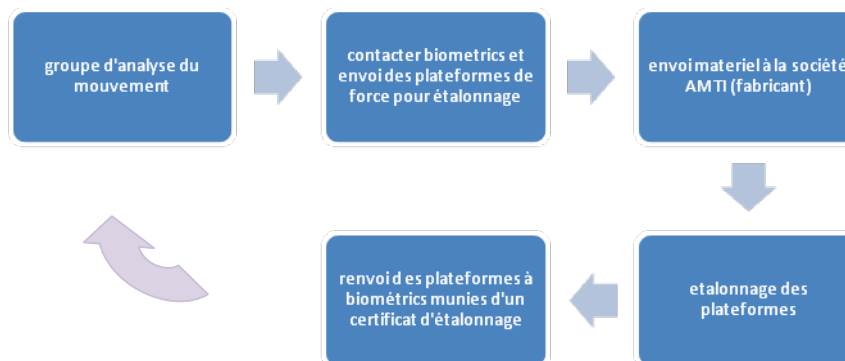 groupe d'analyse du
mouvement
contacter biometrics et
envoi des plateformes de
force pour étalonnage
envoi materiel à la société
AMTI (fabricant)
etalonnage des
plateformes
renvoi d es plateformes à
biométrics munies d'un
certificat d'étalonnage